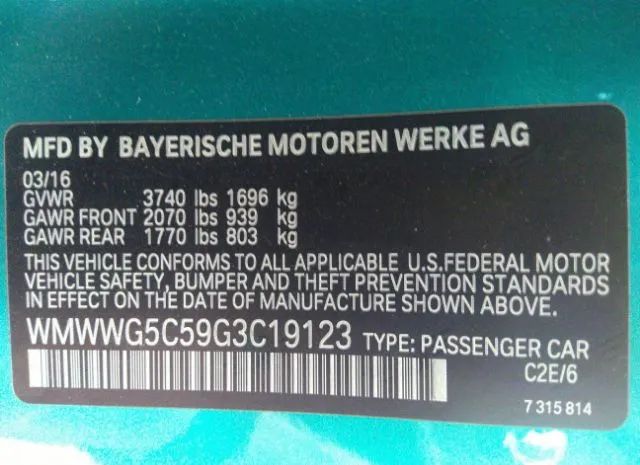 MFD BY BAYERISCHE MOTOREN WERKE AG
03/16
GVWR 3740 lbs 1696 kg
GAWR FRONT 2070 lbs 939 kg
GAWR REAR 1770 lbs 803 kg
THIS VEHICLE CONFORMS TO ALL APPLICABLE U.S.FEDERAL MOTOR
VEHICLE SAFETY, BUMPER AND THEFT PREVENTION STANDARDS
IN EFFECT ON THE DATE OF MANUFACTURE SHOWN ABOVE.
WMWWG5C59G3C19123 TYPE: PASSENGER CAR
C2E/6
7 315 814